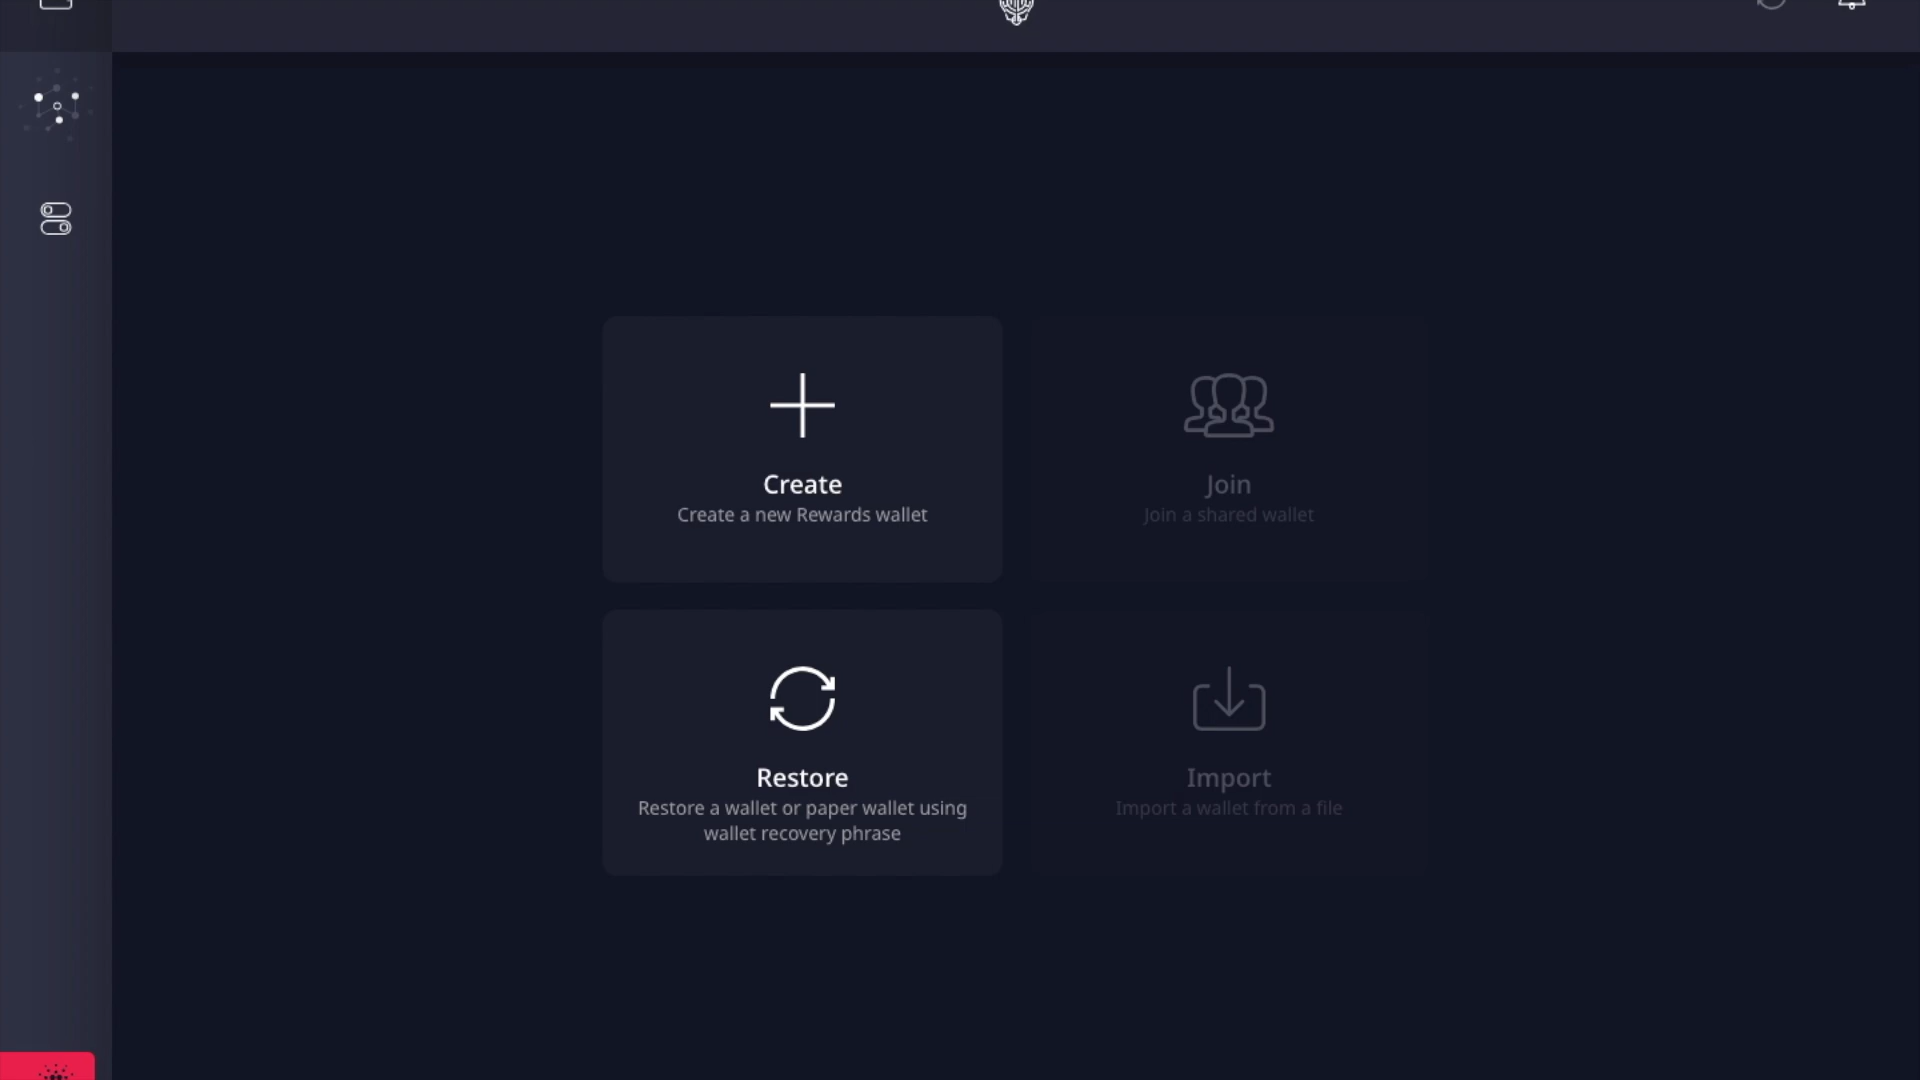 Create
Create a new Rewards wallet
Join
Join a shared wallet
Restore
Restore a wallet or paper wallet using
wallet recovery phrase
Import
Import a wallet from a file